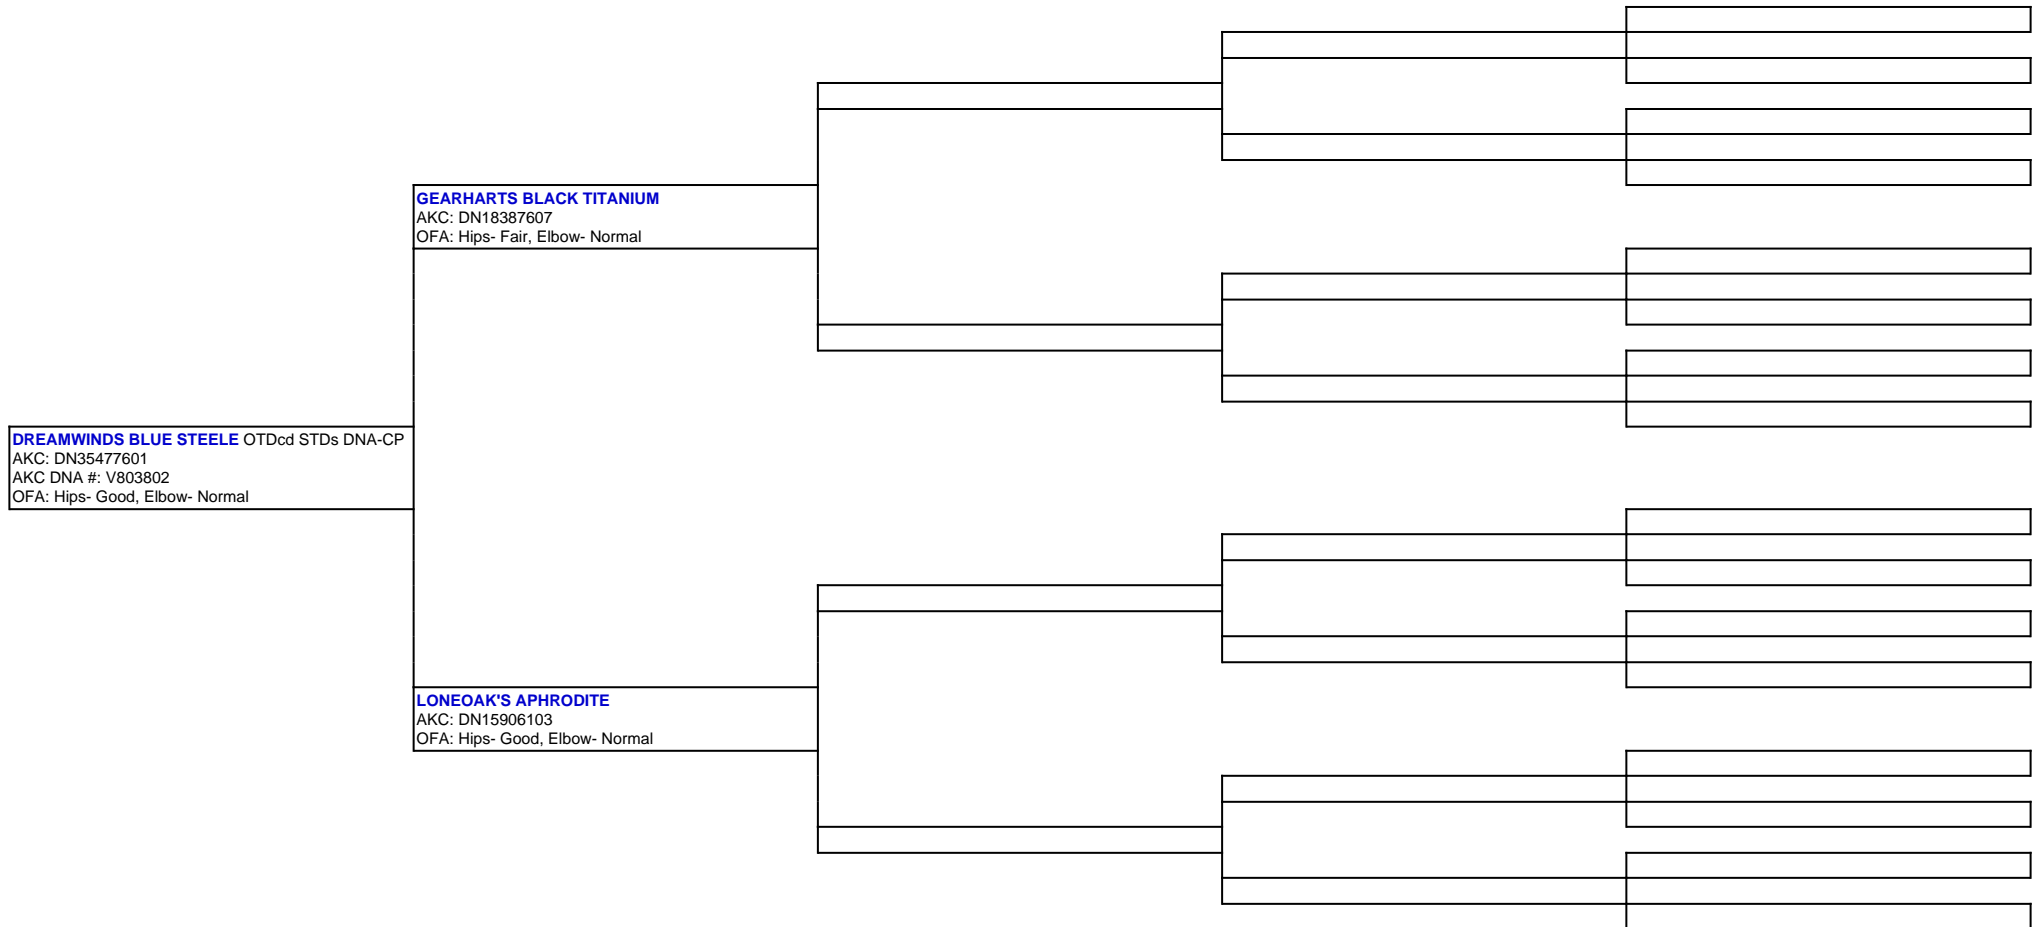 GEARHARTS BLACK TITANIUM
AKC: DN18387607
OFA: Hips- Fair, Elbow- Normal
DREAMWINDS BLUE STEELE OTDcd STDs DNA-CP
AKC: DN35477601
AKC DNA #: V803802
OFA: Hips- Good, Elbow- Normal
LONEOAK'S APHRODITE
AKC: DN15906103
OFA: Hips- Good, Elbow- Normal